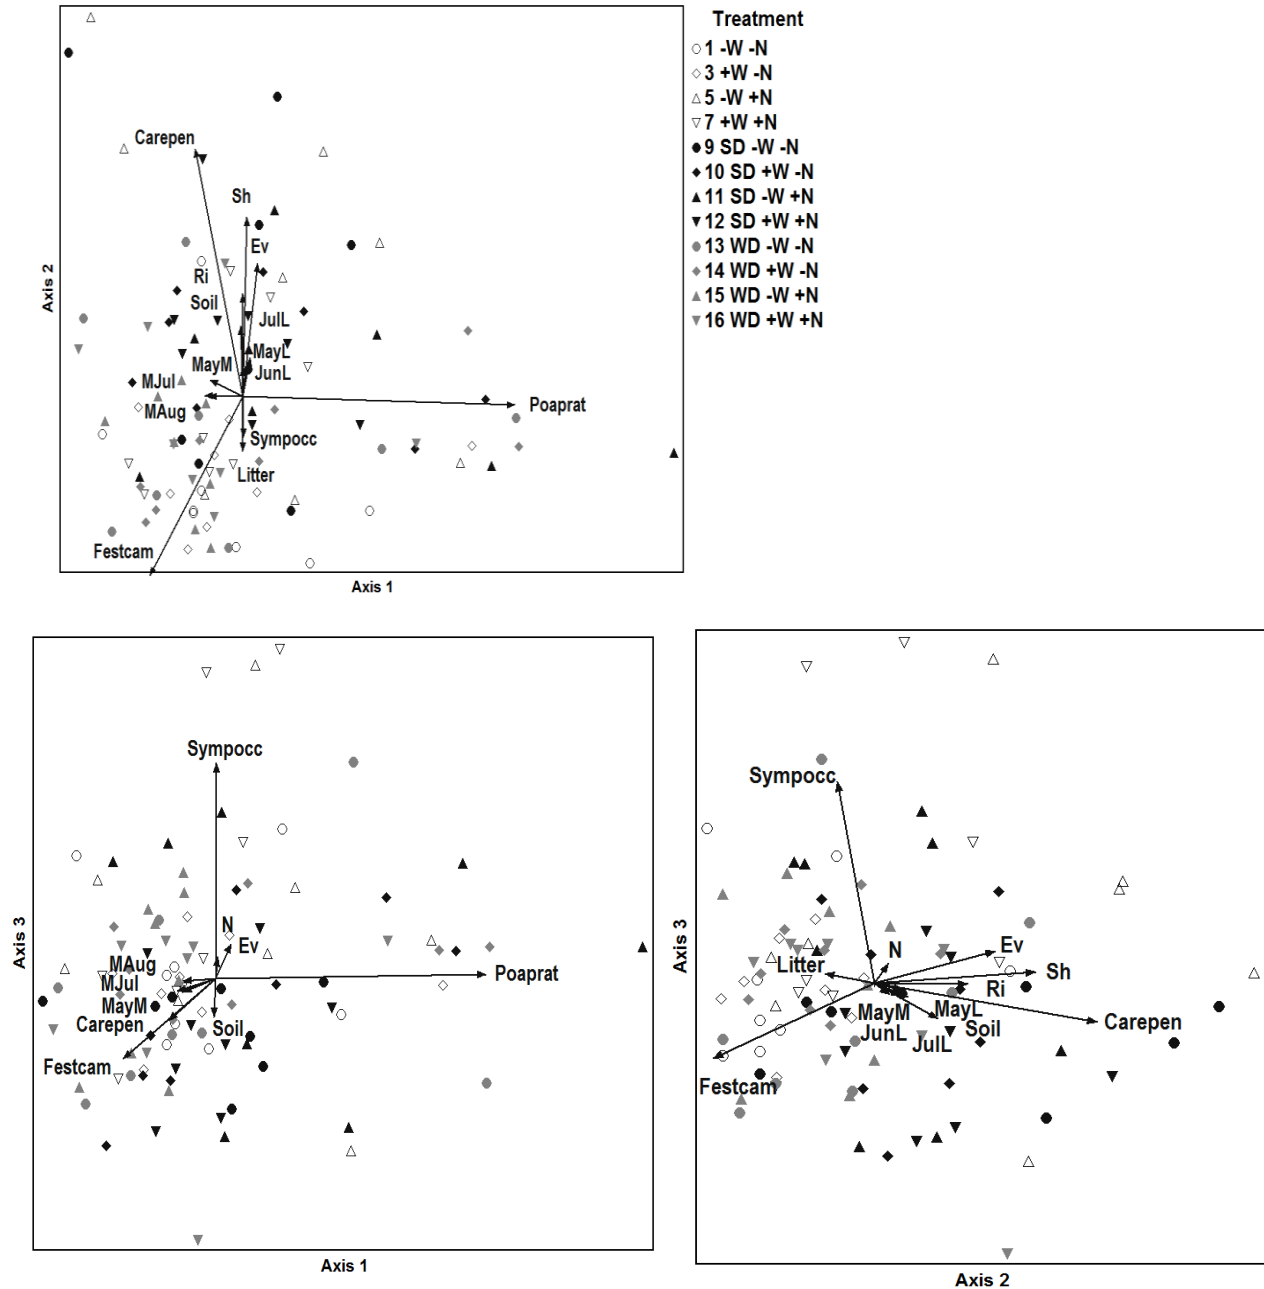 Treatment
1 -W -N
3 +W -N
5 -W +N
7 +W +N
9 SD -W -N
10 SD +W -N
11 SD -W +N
12 SD +W +N
13 WD -W -N
14 WD +W -N
15 WD -W +N
16 WD +W +N
Axis 2
Carepen
Sh
Ev
Ri
Soil
JulL
MayL
MayM
JunL
MJul
MAug
Poaprat
Sympocc
Litter
Festcam
Axis 1
Axis 3
Sympocc
N
Ev
MAug
MJul
Poaprat
MayM
Carepen
Soil
Festcam
Axis 1
Axis 3
Sympocc
N
Ev
Litter
Sh
Ri
MayM
MayL
Carepen
JunL
Soil
JulL
Festcam
Axis 2